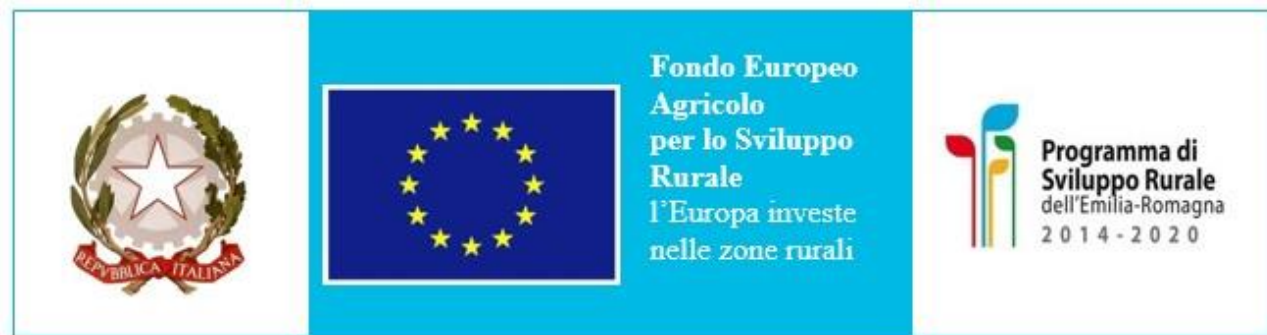 REPVBBLICA ITALIANA
Fondo Europeo
Agricolo
per lo Sviluppo
Rurale
l'Europa investe
nelle zone rurali
Programma di
Sviluppo Rurale
dell'Emilia-Romagna
2014-2020